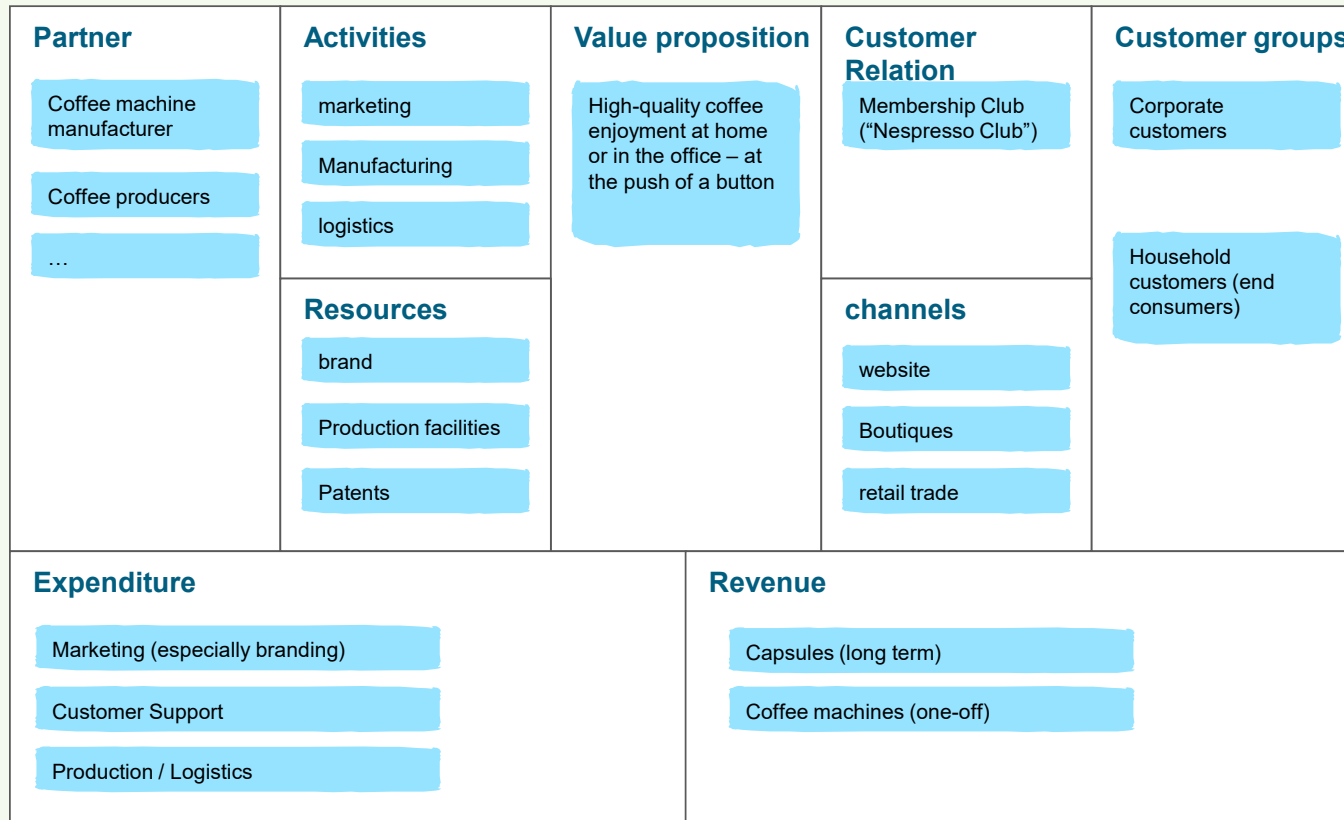 Partner
Coffee machine
manufacturer
Coffee producers
…
Activities
marketing
Manufacturing
logistics
Resources
brand
Production facilities
Patents
Value proposition
High-quality coffee
enjoyment at home
or in the office – at
the push of a button
Customer
Relation
Membership Club
(“Nespresso Club”)
channels
website
Boutiques
retail trade
Customer groups
Corporate
customers
Household
customers (end
consumers)
Expenditure
Marketing (especially branding)
Customer Support
Production / Logistics
Revenue
Capsules (long term)
Coffee machines (one-off)